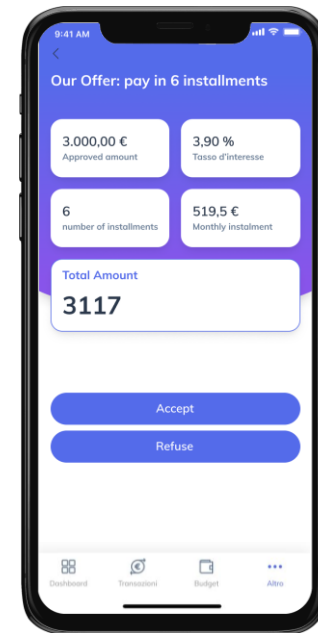 9:41 AM
Our Offer: pay in 6 installments
3.000,00 €
Approved amount
3,90 %
Tasso d'interesse
6
number of installments
519,5 €
Monthly instalment
Total Amount
3117
Accept
Refuse
Dashboard
Transazioni
Budget
Altro